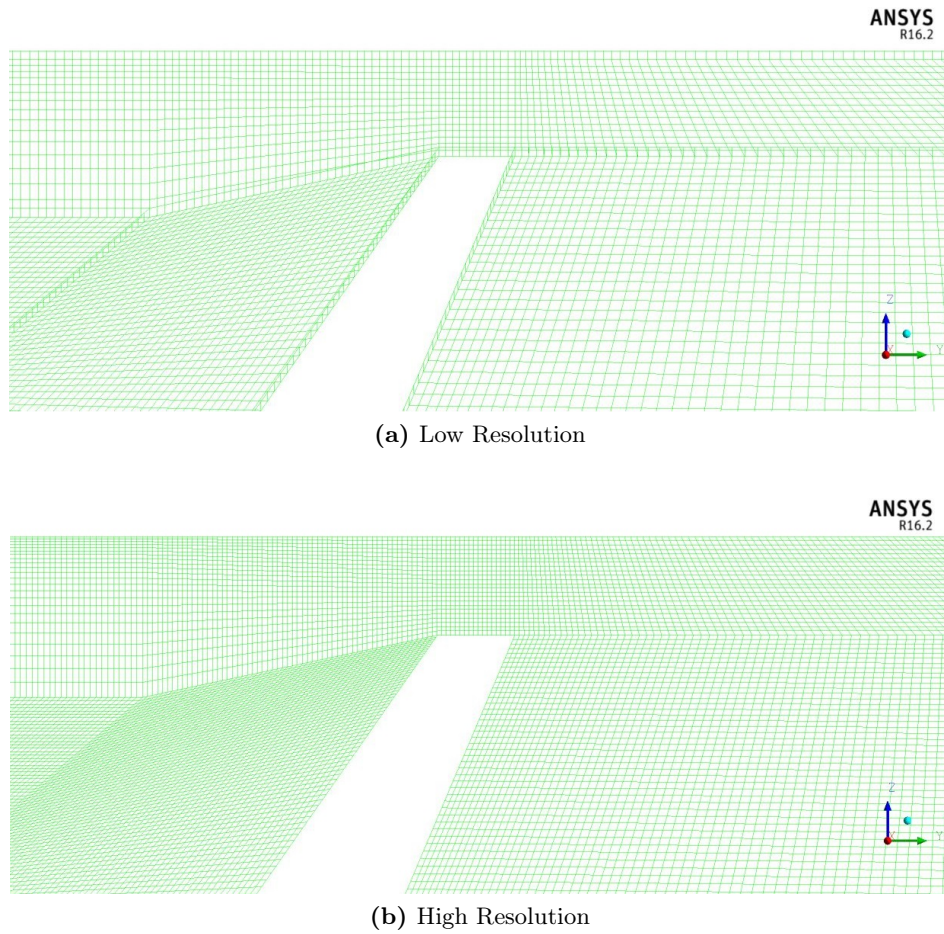 ANSYS
R16.2
Z
X
Y
(a) Low Resolution
ANSYS
R16.2
Z
X
Y
(b) High Resolution